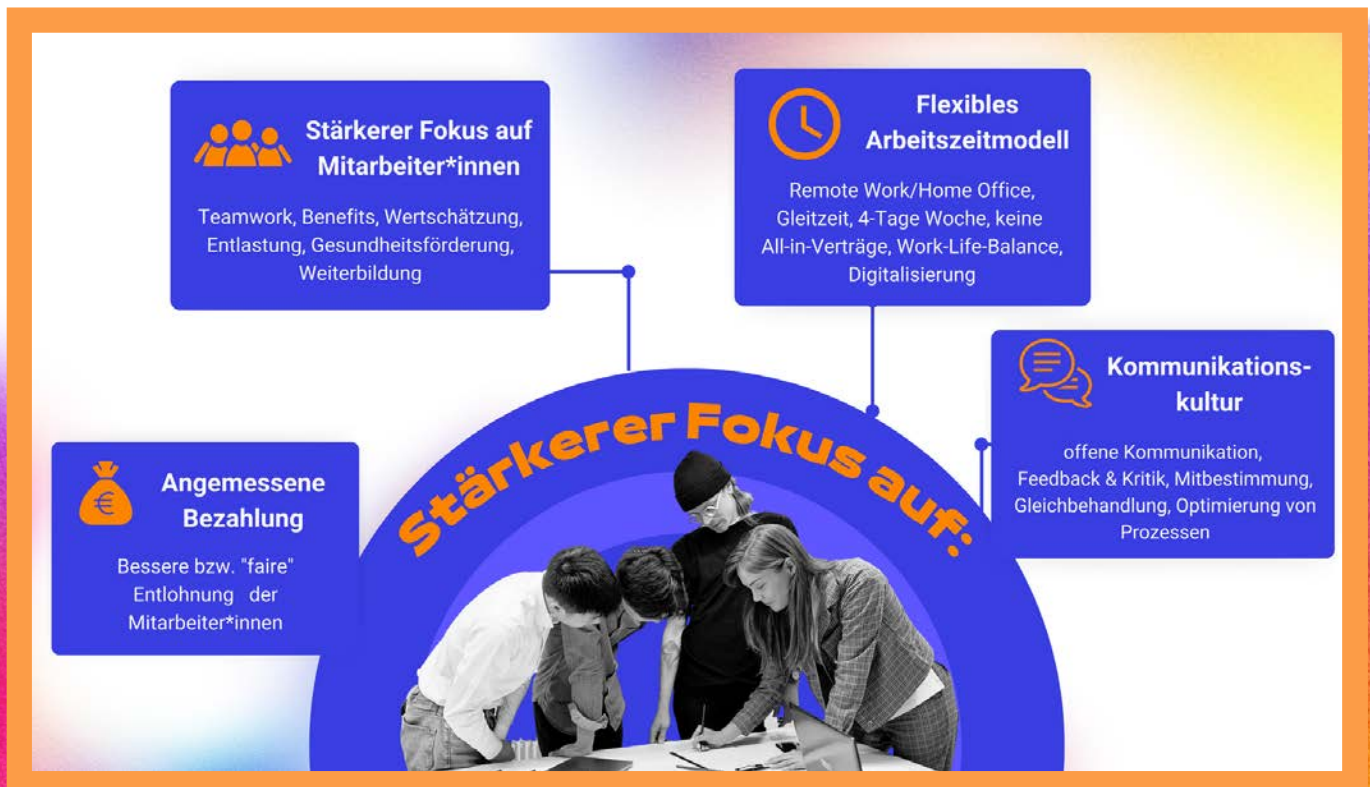 Stärkerer Fokus auf
Mitarbeiter*innen
Teamwork, Benefits, Wertschätzung,
Entlastung, Gesundheitsförderung,
Weiterbildung
Flexibles
Arbeitszeitmodell
Remote Work/Home Office,
Gleitzeit, 4-Tage Woche, keine
All-in-Verträge, Work-Life-Balance,
Digitalisierung
Kommunikations-
kultur
offene Kommunikation,
Feedback & Kritik, Mitbestimmung,
Gleichbehandlung, Optimierung von
Prozessen
Stärkerer Fokus auf:
Angemessene
Bezahlung
Bessere bzw. "faire"
Entlohnung der
Mitarbeiter*innen